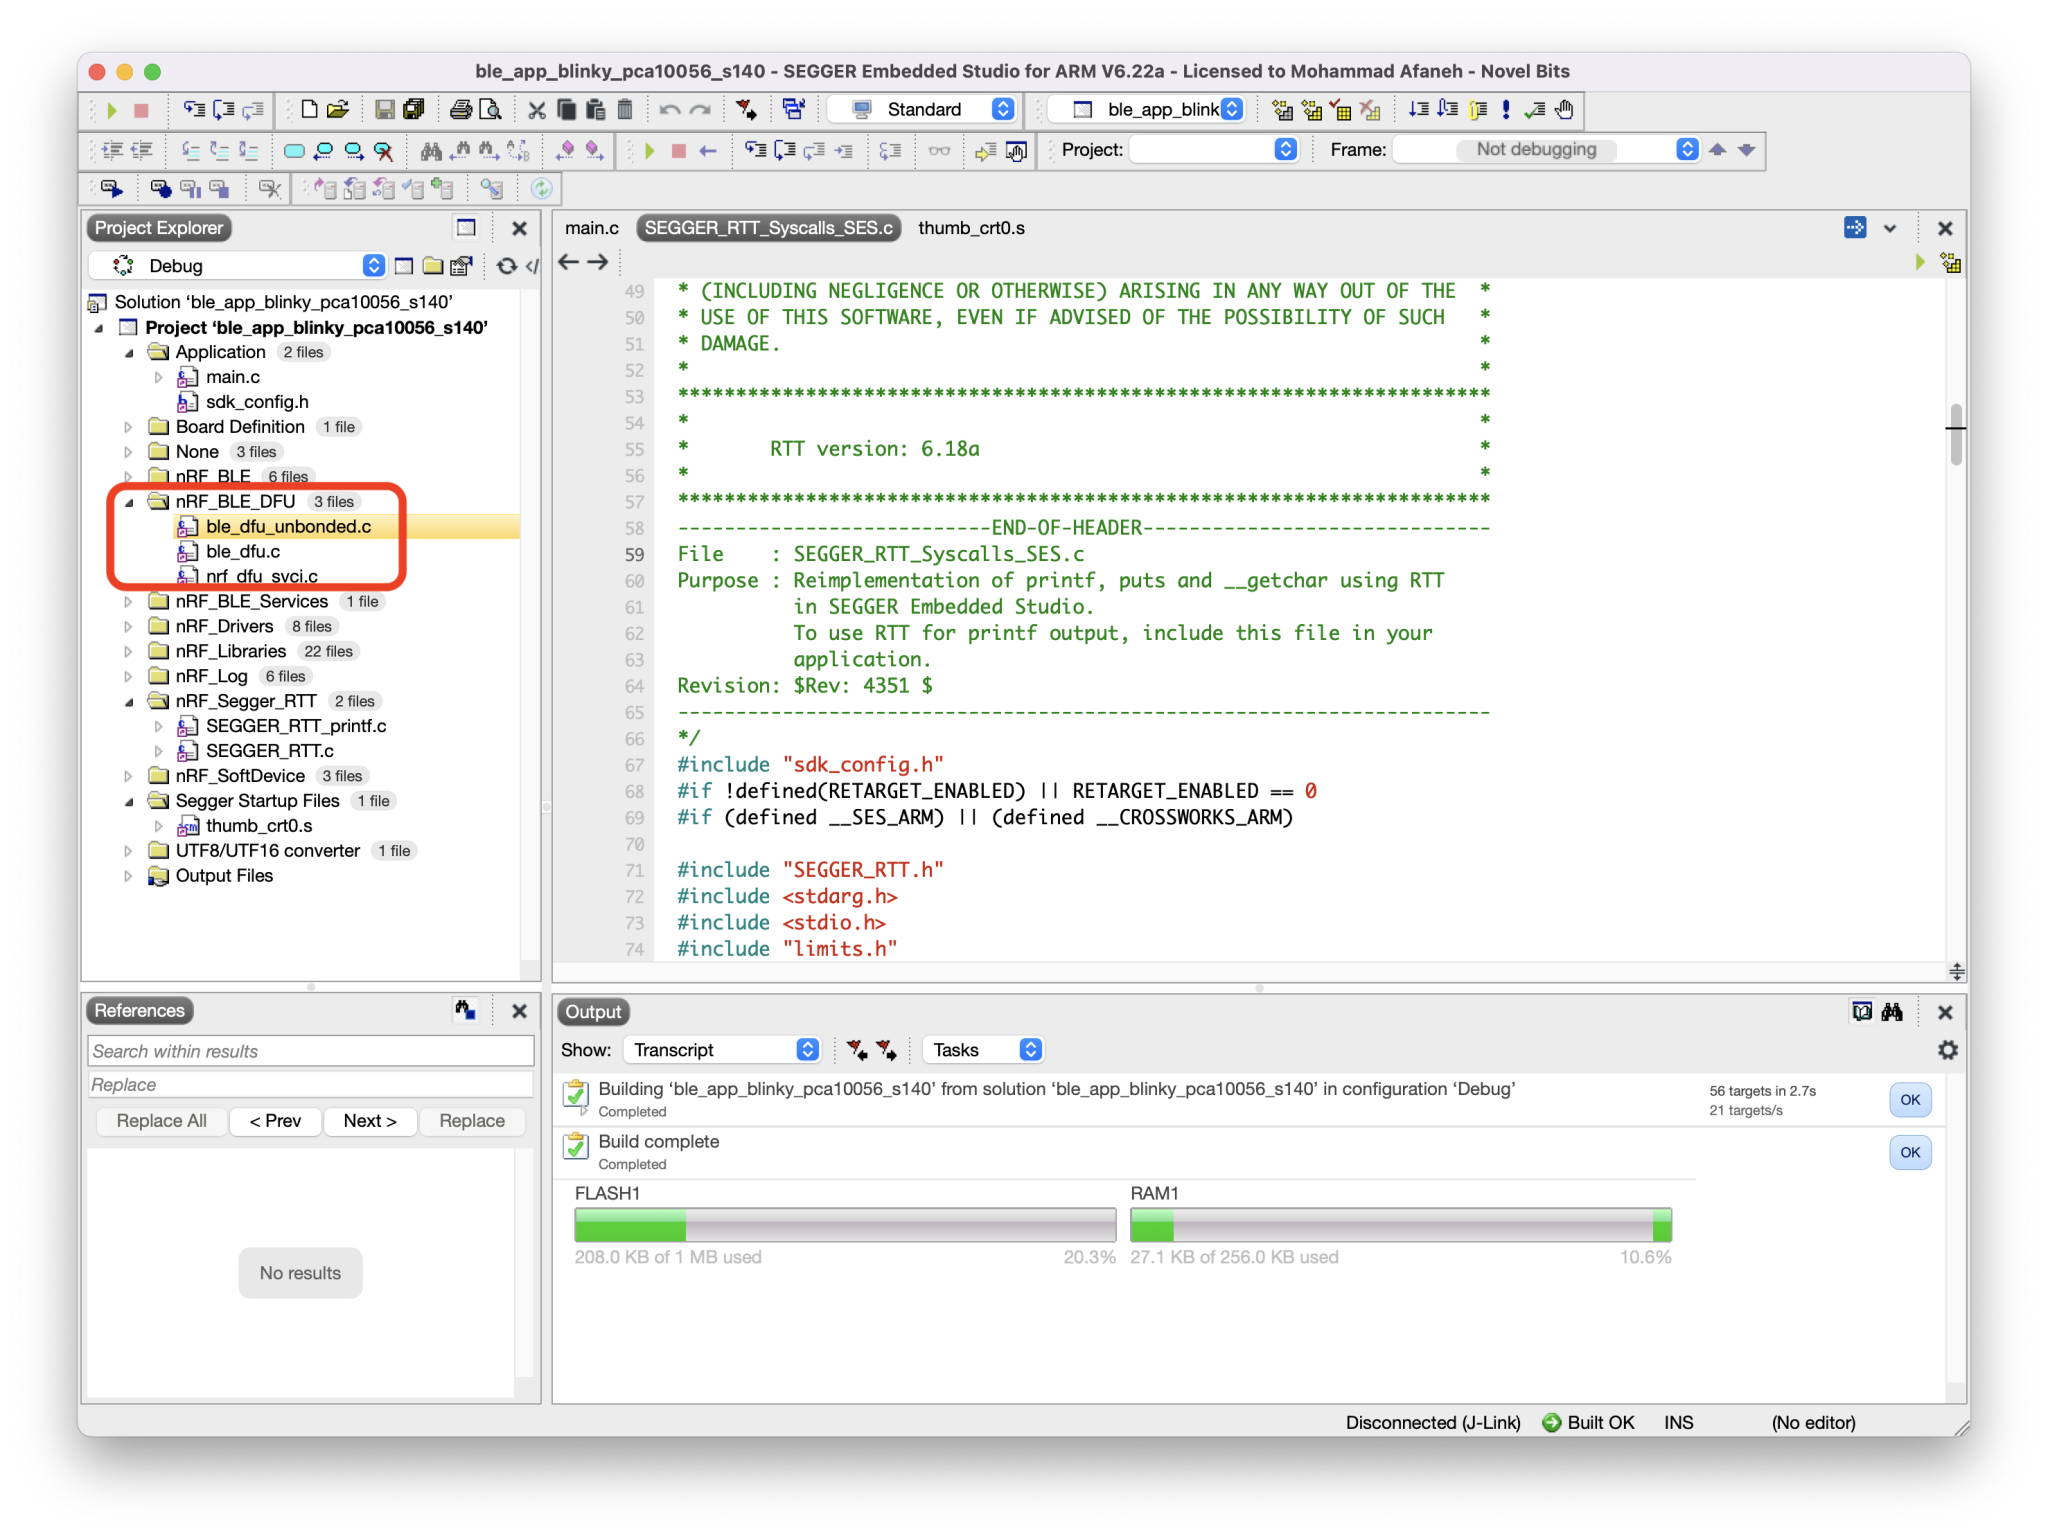 ble_app_blinky_pca10056_s140 - SEGGER Embedded Studio for ARM V6.22a - Licensed to Mohammad Afaneh - Novel Bits
Standard
ble_app_blink
Project:
Frame:
Not debugging
Project Explorer
Debug
Solution ‘ble_app_blinky_pca10056_s140’
Project ‘ble_app_blinky_pca10056_s140’
Application 2 files
main.c
sdk_config.h
Board Definition 1 file
None 3 files
nRF_BLE 6 files
nRF_BLE_DFU 3 files
ble_dfu_unbonded.c
ble_dfu.c
nrf_dfu_svci.c
nRF_BLE_Services 1 file
nRF_Drivers 8 files
nRF_Libraries 22 files
nRF_Log 6 files
nRF_Segger_RTT 2 files
SEGGER_RTT_printf.c
SEGGER_RTT.c
nRF_SoftDevice 3 files
Segger Startup Files 1 file
thumb_crt0.s
UTF8/UTF16 converter 1 file
Output Files
main.c SEGGER_RTT_Syscalls_SES.c thumb_crt0.s
49 * (INCLUDING NEGLIGENCE OR OTHERWISE) ARISING IN ANY WAY OUT OF THE *
50 * USE OF THIS SOFTWARE, EVEN IF ADVISED OF THE POSSIBILITY OF SUCH *
51 * DAMAGE. *
52 * *
53 **********************************************************************
54 * *
55 * RTT version: 6.18a *
56 * *
57 **********************************************************************
58 ---------------------------END-OF-HEADER------------------------------
59 File : SEGGER_RTT_Syscalls_SES.c
60 Purpose : Reimplementation of printf, puts and __getchar using RTT
61 in SEGGER Embedded Studio.
62 To use RTT for printf output, include this file in your
63 application.
64 Revision: $Rev: 4351 $
65 ----------------------------------------------------------------------
66 */
67 #include "sdk_config.h"
68 #if !defined(RETARGET_ENABLED) || RETARGET_ENABLED == 0
69 #if (defined __SES_ARM) || (defined __CROSSWORKS_ARM)
70
71 #include "SEGGER_RTT.h"
72 #include <stdarg.h>
73 #include <stdio.h>
74 #include "limits.h"
References
Search within results
Replace
Replace All
< Prev
Next >
Replace
No results
Output
Show: Transcript
Tasks
Building ‘ble_app_blinky_pca10056_s140’ from solution ‘ble_app_blinky_pca10056_s140’ in configuration ‘Debug’
Completed
56 targets in 2.7s
21 targets/s
OK
Build complete
Completed
OK
FLASH1
208.0 KB of 1 MB used 20.3%
RAM1
27.1 KB of 256.0 KB used 10.6%
Disconnected (J-Link)
Built OK
INS
(No editor)